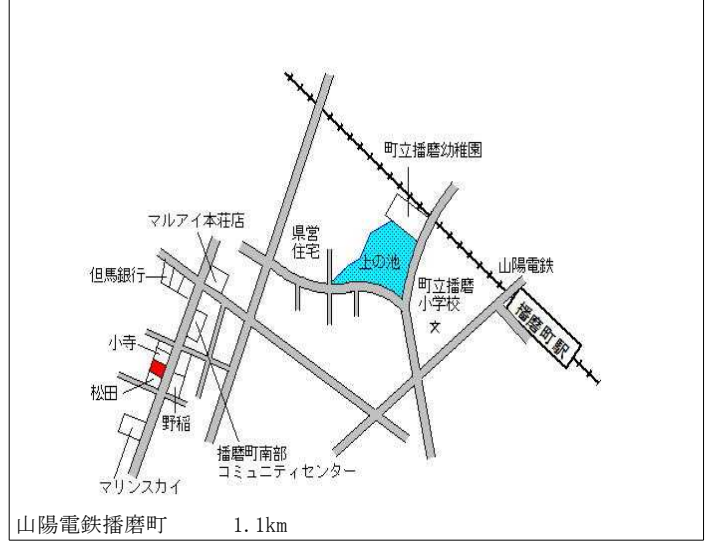 町立播磨幼稚園
マルアイ本荘店
県営
住宅
上の池
山陽電鉄
但馬銀行
町立播磨
小学校
文
播磨町駅
小寺
松田
野稲
播磨町南部
コミュニティセンター
マリンスカイ
山陽電鉄播磨町 1.1km